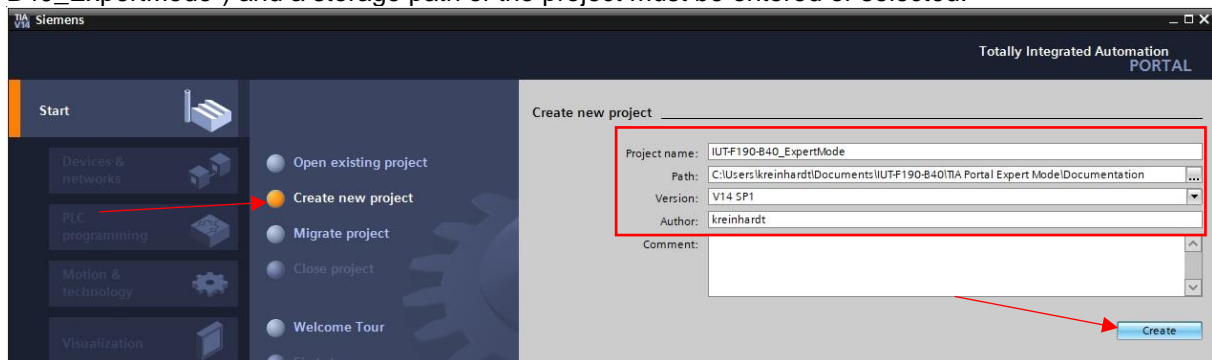 B40_ExpertMode") and a storage path of the project must be entered or selected.
TIA V14 Siemens
Totally Integrated Automation
PORTAL
Start
Devices &
networks
PLC
programming
Motion &
technology
Visualization
Open existing project
Create new project
Migrate project
Close project
Welcome Tour
Create new project
Project name: IUT-F190-B40_ExpertMode
Path: C:\Users\kreinhardt\Documents\IUT-F190-B40\TIA Portal Expert Mode\Documentation ...
Version: V14 SP1
Author: kreinhardt
Comment:
Create